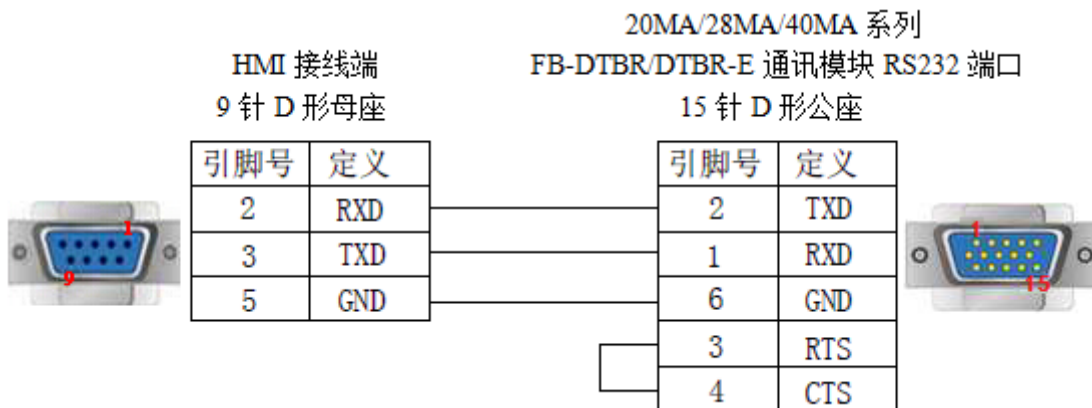 20MA/28MA/40MA 系列
HMI 接线端
FB-DTBR/DTBR-E 通讯模块 RS232 端口
9 针 D 形母座
15 针 D 形公座
引脚号 定义
2 RXD
3 TXD
5 GND
引脚号 定义
2 TXD
1 RXD
6 GND
3 RTS
4 CTS
1
9
1
15